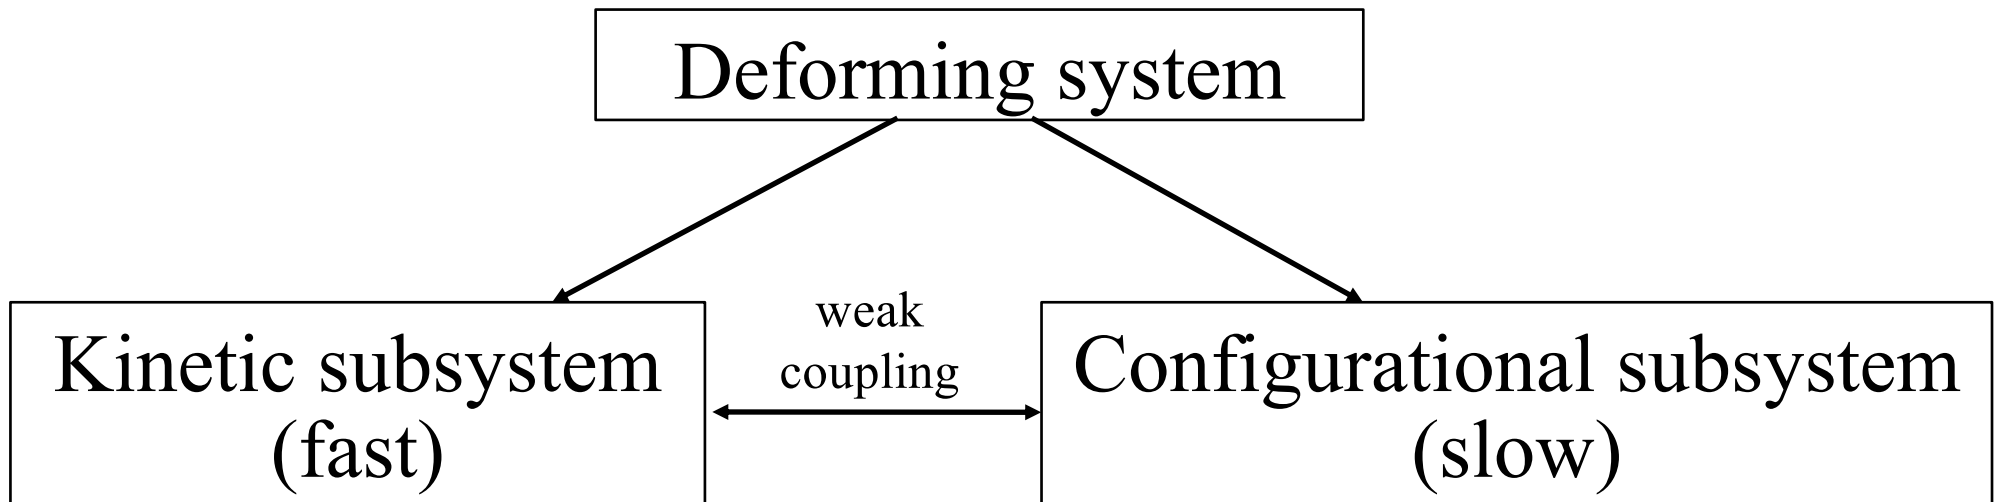 Deforming system
weak
coupling
Kinetic subsystem
(fast)
Configurational subsystem
(slow)